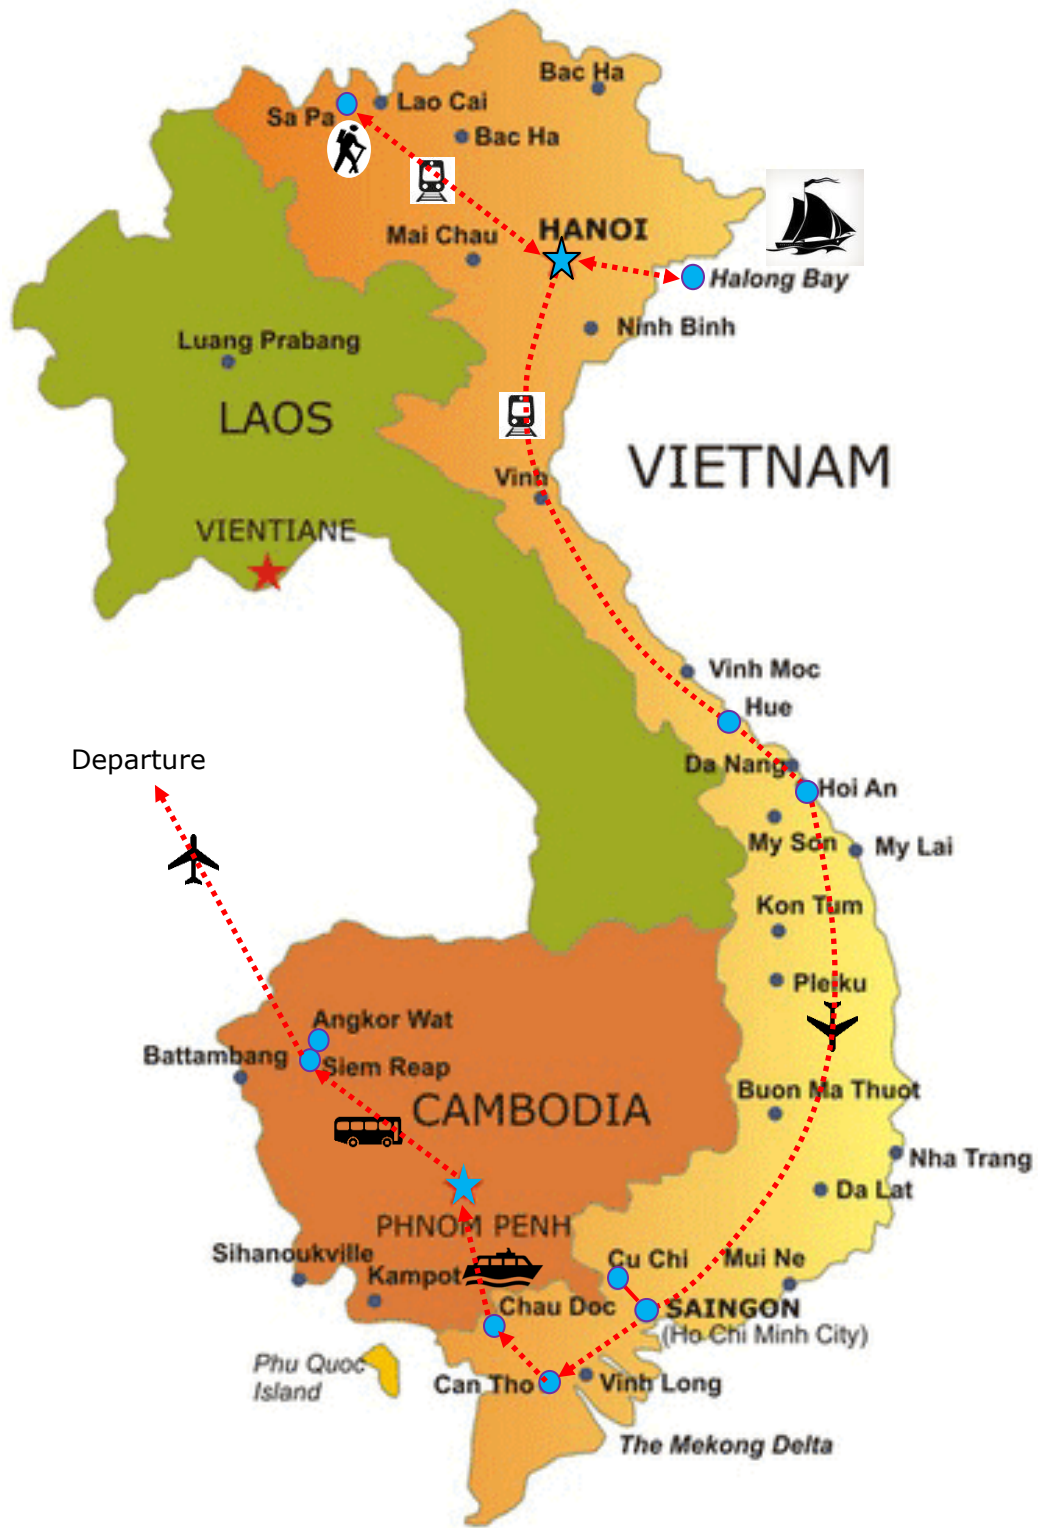 Bac Ha
Lao Cai
Sa Pa
Bac Ha
HANOI
Mai Chau
Halong Bay
Ninh Binh
Luang Prabang
LAOS
VIETNAM
Vinh
VIENTIANE
Vinh Moc
Hue
Departure
Da Nang
Hoi An
My Son
My Lai
Kon Tum
Pleiku
Angkor Wat
Battambang
Siem Reap
Buon Ma Thuot
CAMBODIA
Nha Trang
Da Lat
PHNOM PENH
Sihanoukville
Cu Chi
Mui Ne
Kampot
Chau Doc
SAINGON
(Ho Chi Minh City)
Phu Quoc
Island
Can Tho
Vinh Long
The Mekong Delta